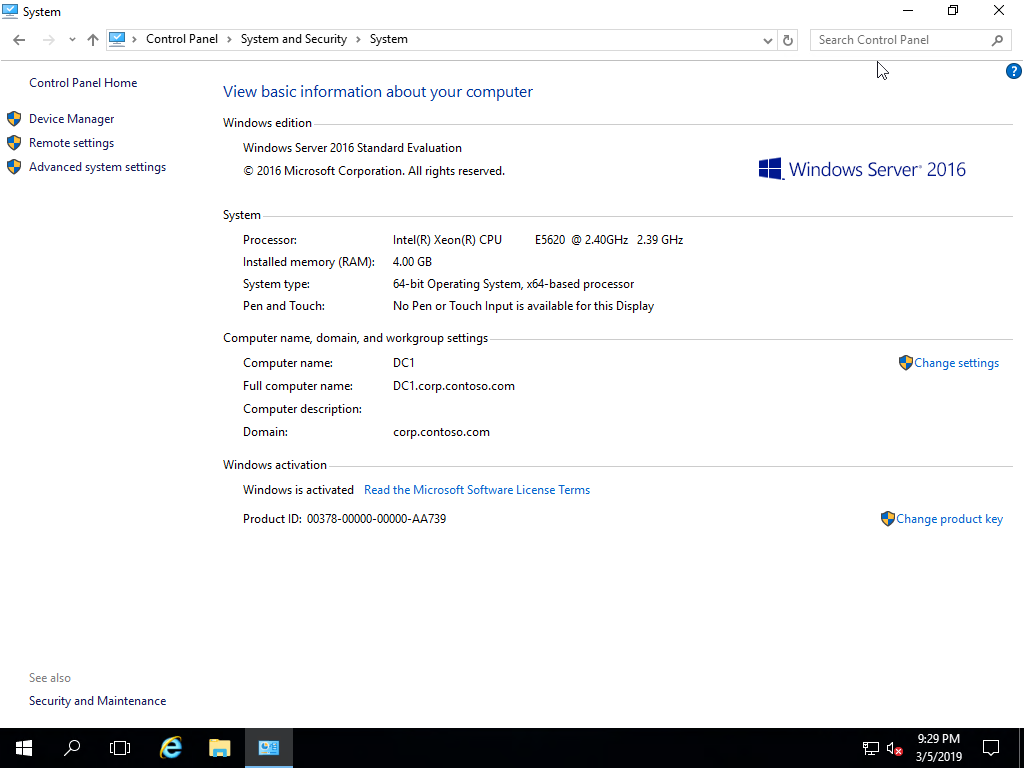 System
Control Panel System and Security System
Search Control Panel
Control Panel Home
Device Manager
Remote settings
Advanced system settings
View basic information about your computer
Windows edition
Windows Server 2016 Standard Evaluation
© 2016 Microsoft Corporation. All rights reserved.
Windows Server® 2016
System
Processor: Intel(R) Xeon(R) CPU E5620 @ 2.40GHz 2.39 GHz
Installed memory (RAM): 4.00 GB
System type: 64-bit Operating System, x64-based processor
Pen and Touch: No Pen or Touch Input is available for this Display
Computer name, domain, and workgroup settings
Computer name: DC1
Change settings
Full computer name: DC1.corp.contoso.com
Computer description:
Domain: corp.contoso.com
Windows activation
Windows is activated Read the Microsoft Software License Terms
Product ID: 00378-00000-00000-AA739
Change product key
See also
Security and Maintenance
9:29 PM
3/5/2019